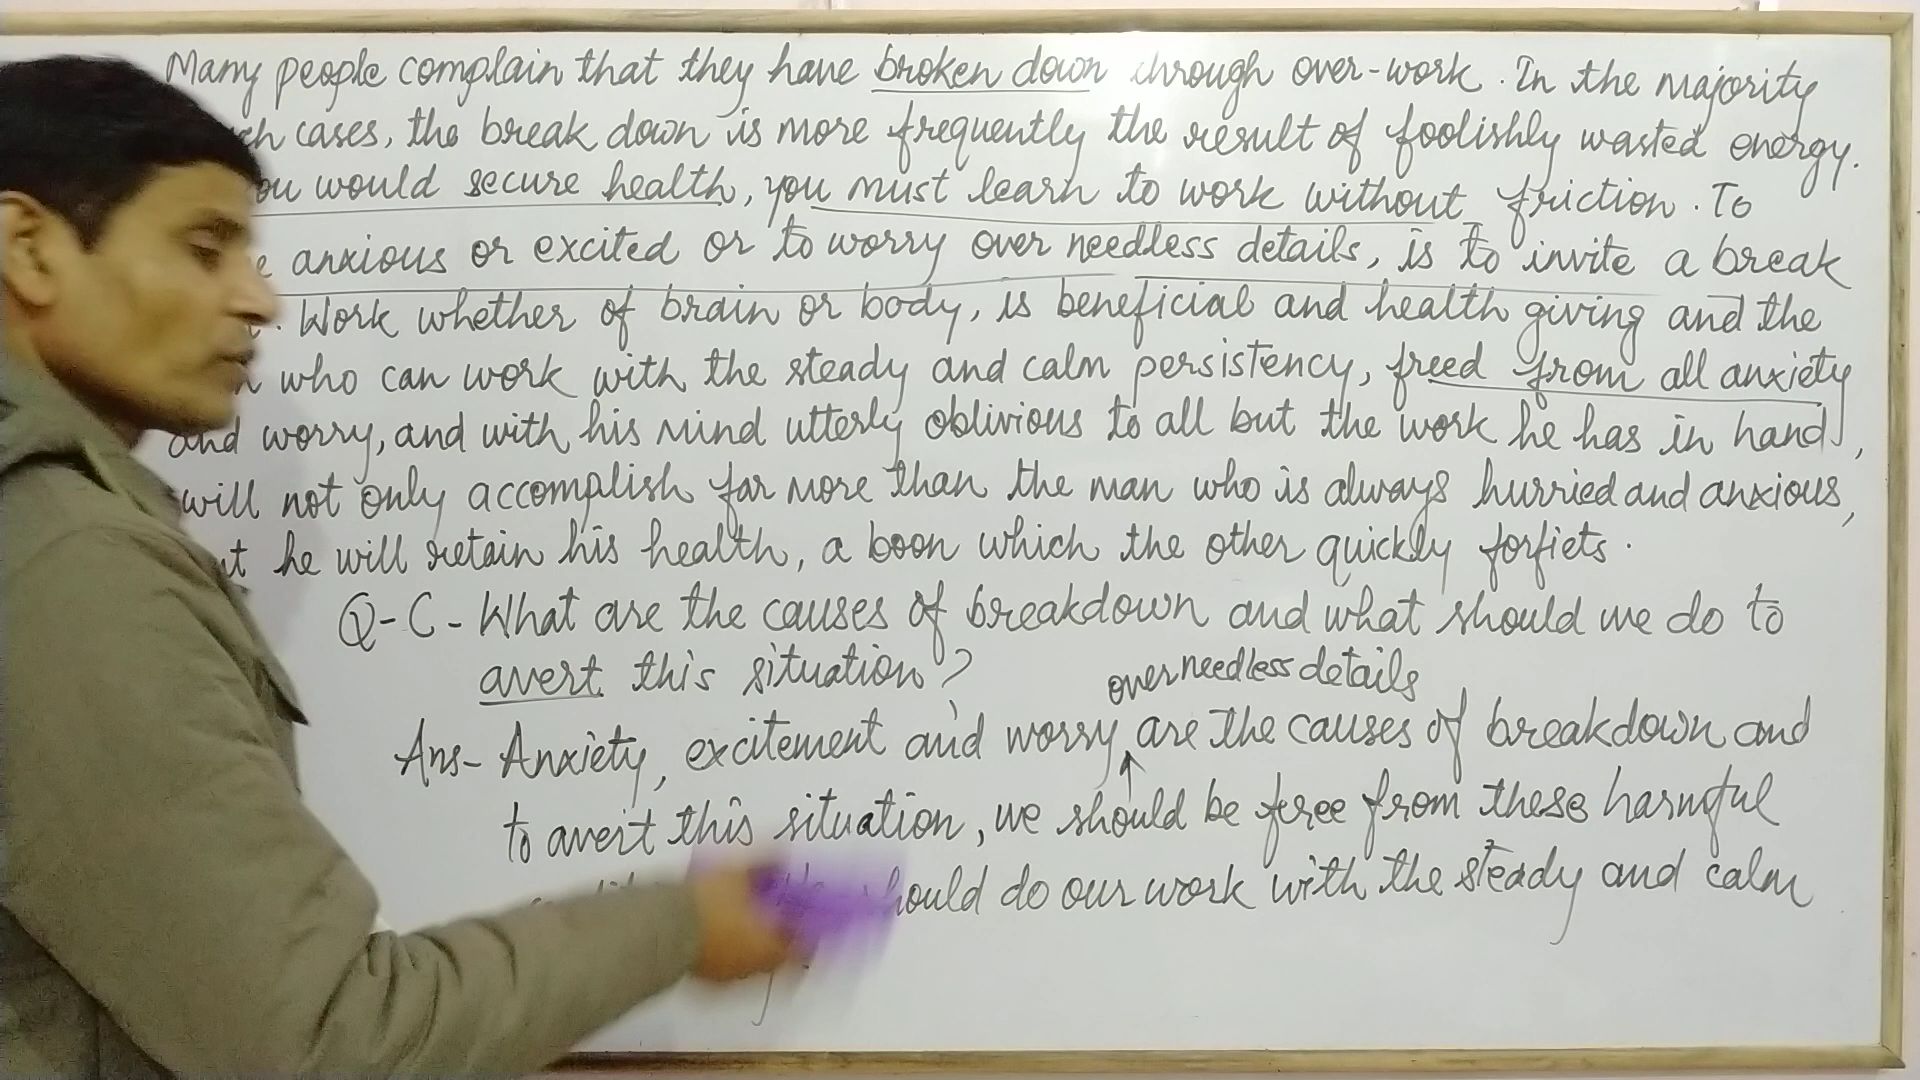 Many people complain that they have broken down through over-work. In the majority
cases, the break down is more frequently the result of foolishly wasted energy.
would secure health, you must learn to work without friction. To
anxious or excited or to worry over needless details, is to invite a break
Work whether of brain or body, is beneficial and health giving and the
who can work with the steady and calm persistency, freed from all anxiety
and worry, and with his mind utterly oblivious to all but the work he has in hand,
will not only accomplish far more than the man who is always hurried and anxious,
he will retain his health, a boon which the other quickly forfiets.
Q-C- What are the causes of breakdown and what should we do to
avert this situation?
over needless details
Ans- Anxiety, excitement and worry are the causes of breakdown and
to avert this situation, we should be free from these harmful
should do our work with the steady and calm